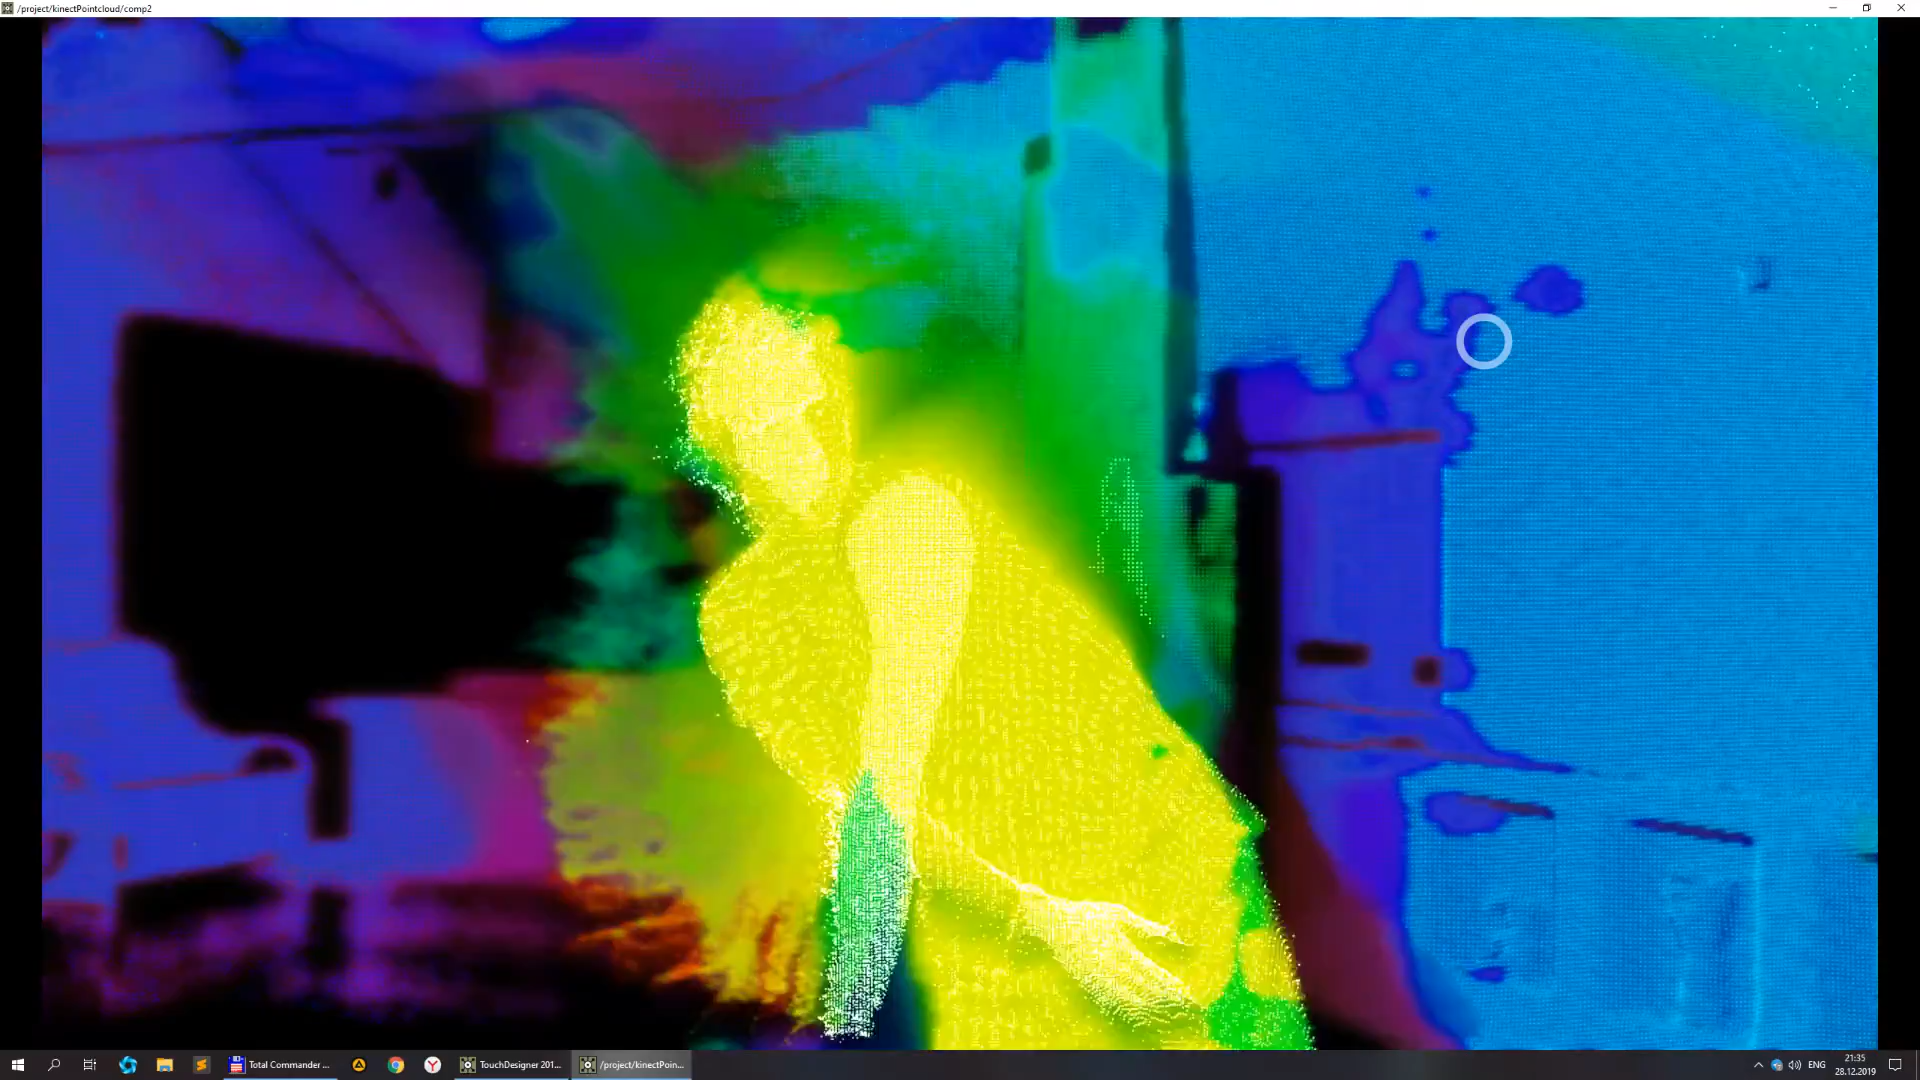 /project/kinectPointcloud/comp2
Total Commander ...
TouchDesigner 201...
/project/kinectPoin...
ENG
21:35
28.12.2019